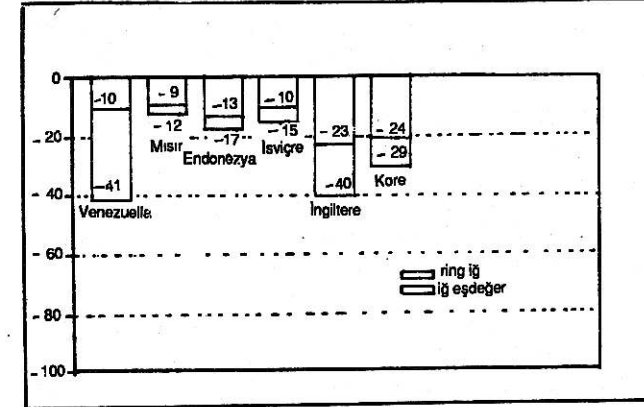 0
-10 -9 -13 -10 -23 -24
-12 -17 -15 -29
-20
Mısır Endonezya İsviçre
Kore
-41 -40
-40
Venezuella İngiltere
-60
ring iğ
iğ eşdeğer
-80
-100